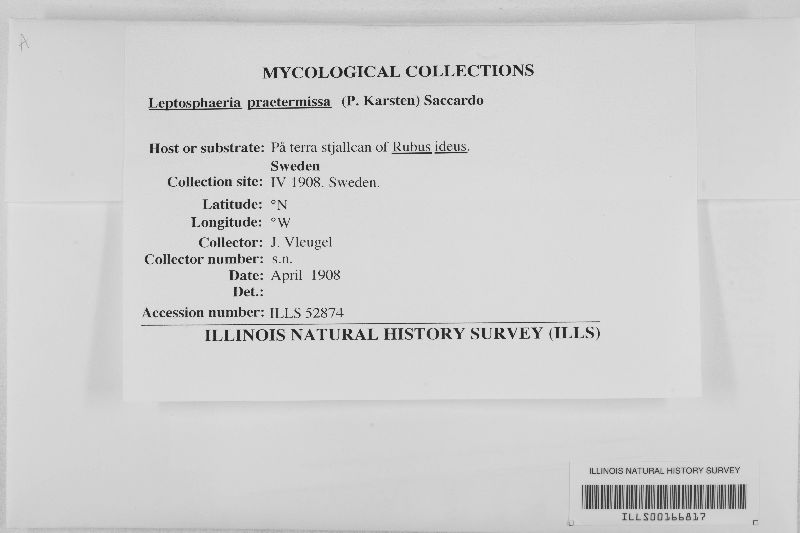 A
MYCOLOGICAL COLLECTIONS
Leptosphaeria praetermissa (P. Karsten) Saccardo
Host or substrate: På terra stjallcan of Rubus ideus.
Sweden
Collection site: IV 1908. Sweden.
Latitude: °N
Longitude: °W
Collector: J. Vleugel
Collector number: s.n.
Date: April 1908
Det.:
Accession number: ILLS 52874
ILLINOIS NATURAL HISTORY SURVEY (ILLS)
ILLINOIS NATURAL HISTORY SURVEY
ILLS00166817